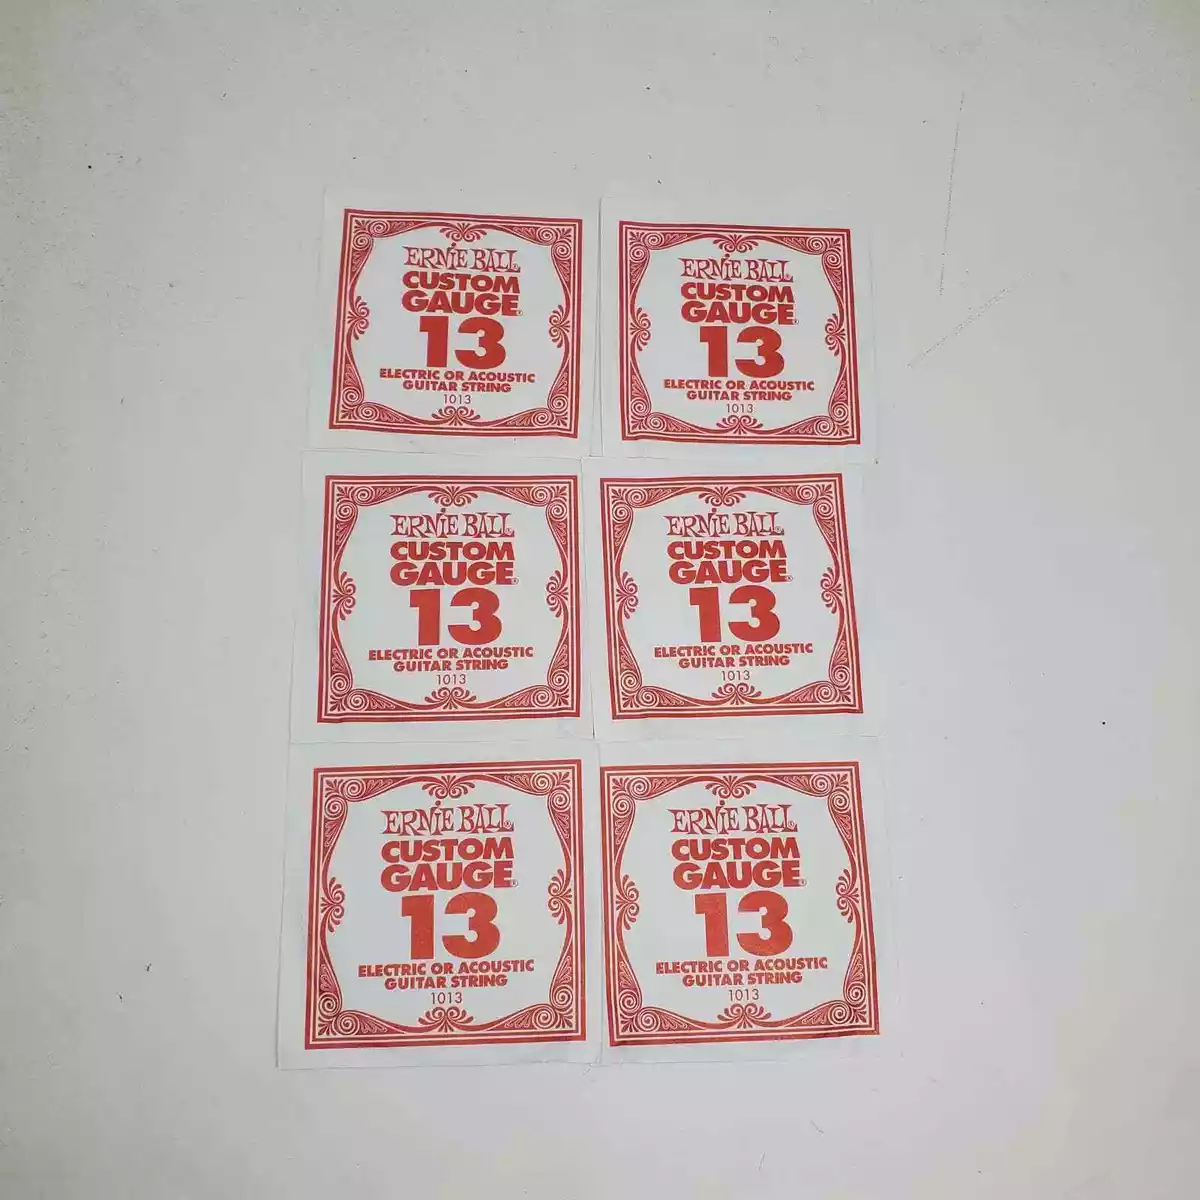 ERNIE BALL®
CUSTOM
GAUGE®
13
ELECTRIC OR ACOUSTIC
GUITAR STRING
1013
ERNIE BALL®
CUSTOM
GAUGE®
13
ELECTRIC OR ACOUSTIC
GUITAR STRING
1013
ERNIE BALL®
CUSTOM
GAUGE®
13
ELECTRIC OR ACOUSTIC
GUITAR STRING
1013
ERNIE BALL®
CUSTOM
GAUGE®
13
ELECTRIC OR ACOUSTIC
GUITAR STRING
1013
ERNIE BALL®
CUSTOM
GAUGE®
13
ELECTRIC OR ACOUSTIC
GUITAR STRING
1013
ERNIE BALL®
CUSTOM
GAUGE®
13
ELECTRIC OR ACOUSTIC
GUITAR STRING
1013